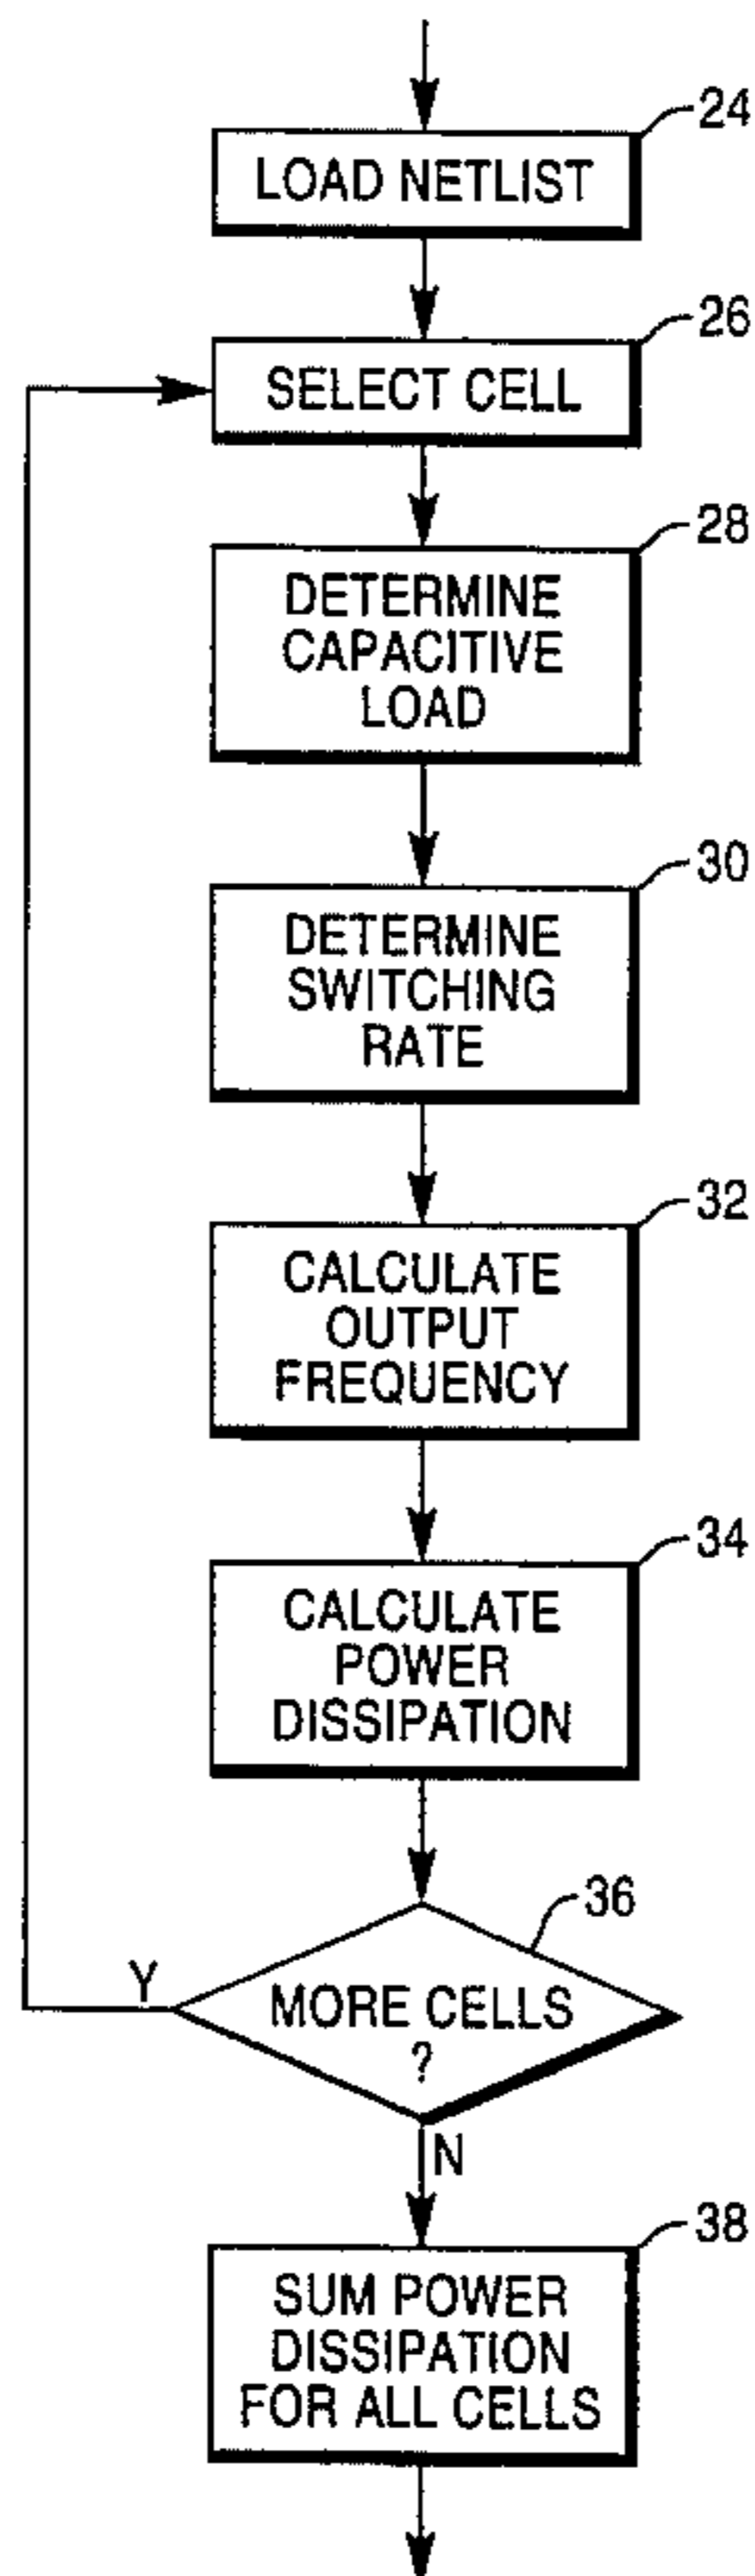 24
LOAD NETLIST
26
SELECT CELL
28
DETERMINE
CAPACITIVE
LOAD
30
DETERMINE
SWITCHING
RATE
32
CALCULATE
OUTPUT
FREQUENCY
34
CALCULATE
POWER
DISSIPATION
36
Y
MORE CELLS
?
N
38
SUM POWER
DISSIPATION
FOR ALL CELLS